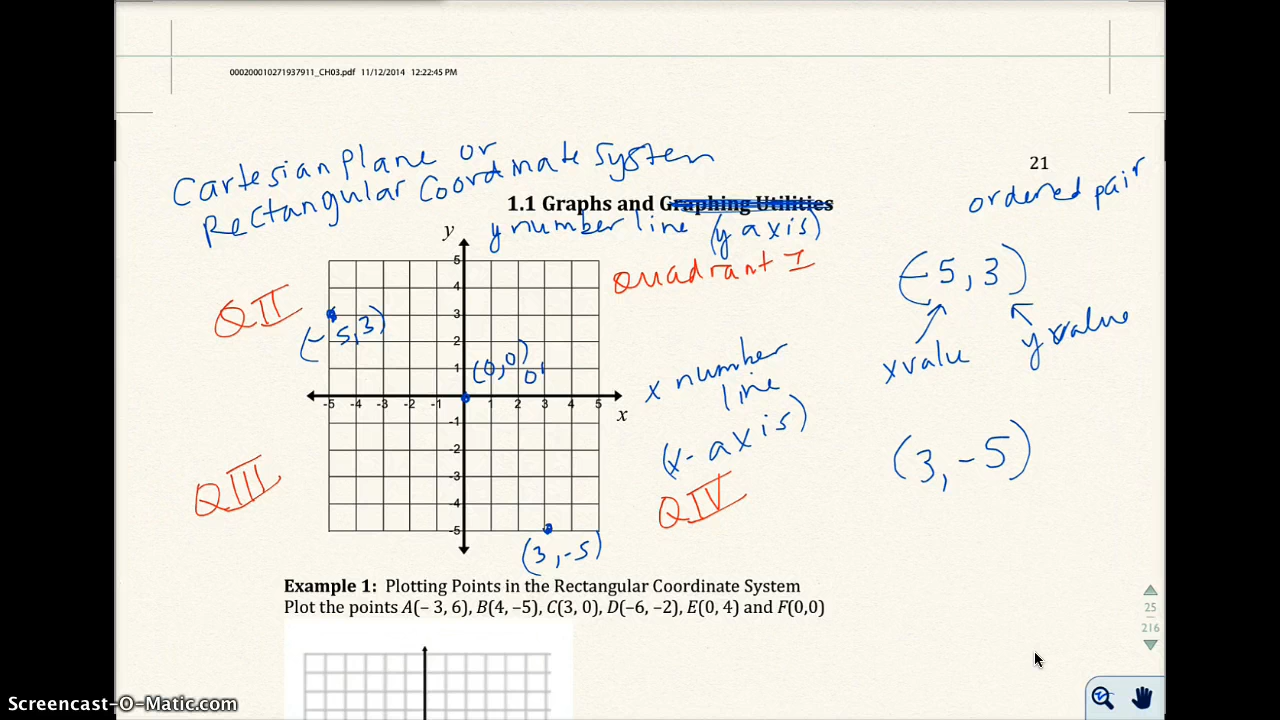 000200010271937911_CH03.pdf 11/12/2014 12:22:45 PM
Cartesian Plane or
Rectangular Coordinate System
21
ordered pair
1.1 Graphs and Graphing Utilities
y
y number line (y axis)
Quadrant I
(-5,3)
x value
y value
QII
(-5,3)
(0,0)
x number
line
(x-axis)
5
4
3
2
1
-5 -4 -3 -2 -1 1 2 3 4 5
x
-1
-2
-3
-4
-5
(3,-5)
QIII
QIV
(3,-5)
Example 1: Plotting Points in the Rectangular Coordinate System
Plot the points A(– 3, 6), B(4, –5), C(3, 0), D(–6, –2), E(0, 4) and F(0,0)
25
216
Screencast-O-Matic.com